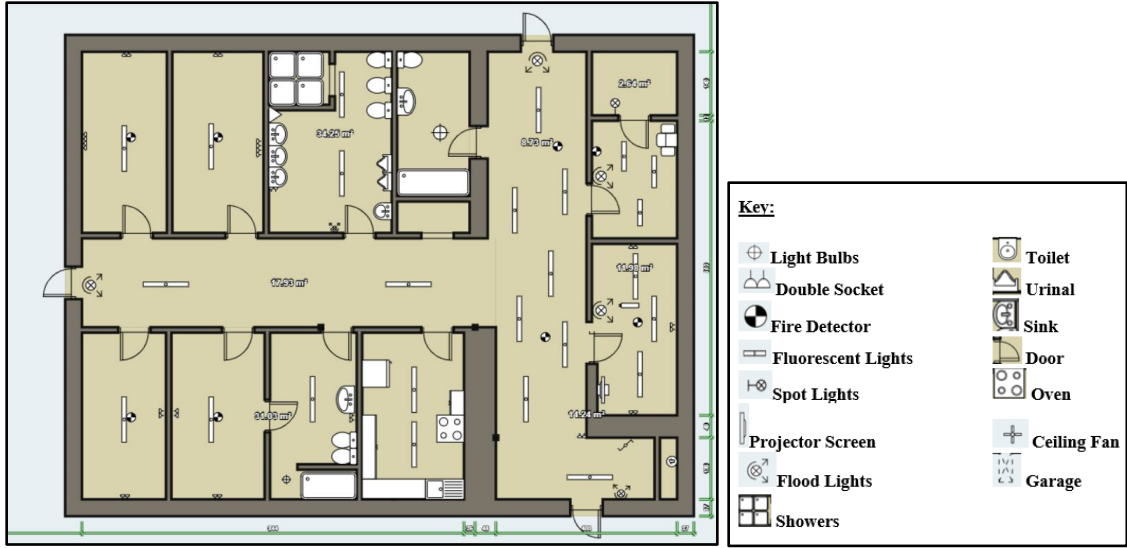 2.64 m²
34.25 m²
8.73 m²
11.98 m²
17.93 m²
34.03 m²
14.24 m²
Key:
Light Bulbs
Toilet
Double Socket
Urinal
Fire Detector
Sink
Fluorescent Lights
Door
Spot Lights
Oven
Projector Screen
Ceiling Fan
Flood Lights
Garage
Showers